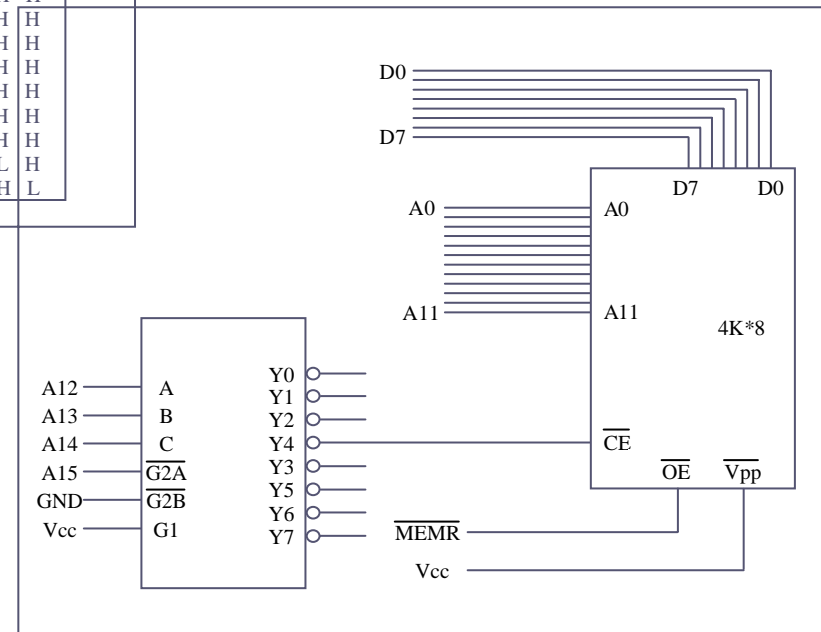 H H
H H
H H
H H
H H
H H
L H
H L
D0
D7
D7 D0
A0
A0
A11
A11
4K*8
A12
A13
A14
A15
GND
Vcc
A
B
C
G2A
G2B
G1
Y0
Y1
Y2
Y4
Y3
Y5
Y6
Y7
CE
OE
Vpp
MEMR
Vcc